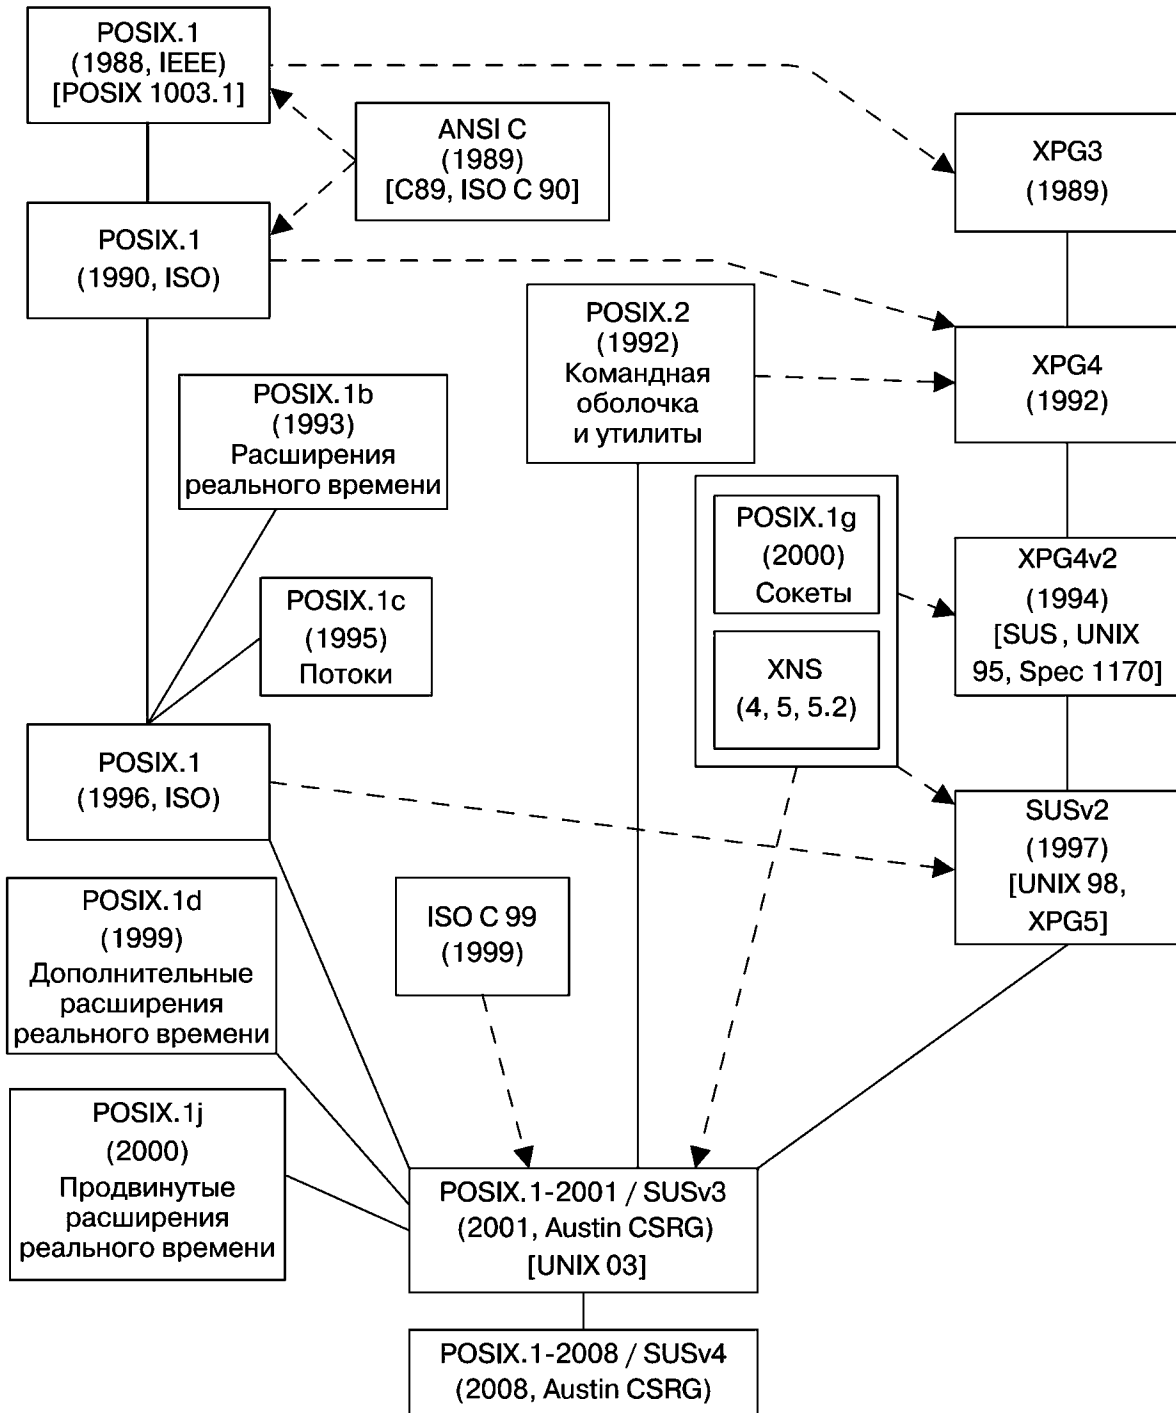 POSIX.1
(1988, IEEE)
[POSIX 1003.1]
ANSI C
(1989)
[C89, ISO C 90]
XPG3
(1989)
POSIX.1
(1990, ISO)
POSIX.2
(1992)
Командная
оболочка
и утилиты
XPG4
(1992)
POSIX.1b
(1993)
Расширения
реального времени
POSIX.1g
(2000)
Сокеты
XNS
(4, 5, 5.2)
XPG4v2
(1994)
[SUS , UNIX
95, Spec 1170]
POSIX.1c
(1995)
Потоки
POSIX.1
(1996, ISO)
SUSv2
(1997)
[UNIX 98,
XPG5]
POSIX.1d
(1999)
Дополнительные
расширения
реального времени
ISO C 99
(1999)
POSIX.1j
(2000)
Продвинутые
расширения
реального времени
POSIX.1-2001 / SUSv3
(2001, Austin CSRG)
[UNIX 03]
POSIX.1-2008 / SUSv4
(2008, Austin CSRG)